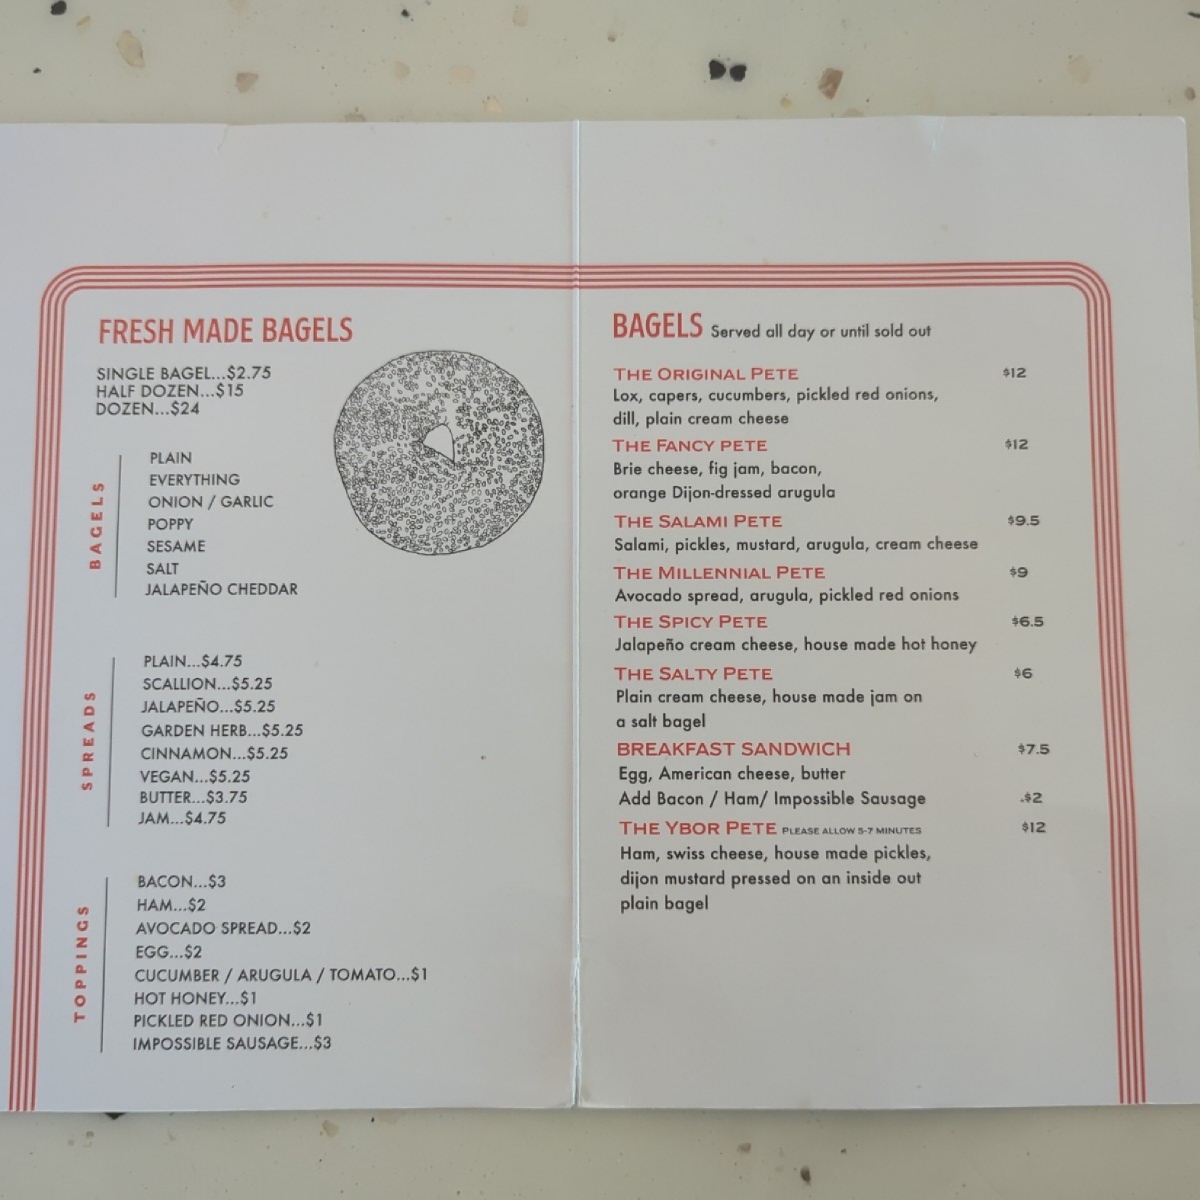 FRESH MADE BAGELS
SINGLE BAGEL...$2.75
HALF DOZEN...$15
DOZEN...$24
BAGELS
PLAIN
EVERYTHING
ONION / GARLIC
POPPY
SESAME
SALT
JALAPEÑO CHEDDAR
SPREADS
PLAIN...$4.75
SCALLION...$5.25
JALAPEÑO...$5.25
GARDEN HERB...$5.25
CINNAMON...$5.25
VEGAN...$5.25
BUTTER...$3.75
JAM...$4.75
TOPPINGS
BACON...$3
HAM...$2
AVOCADO SPREAD...$2
EGG...$2
CUCUMBER / ARUGULA / TOMATO...$1
HOT HONEY...$1
PICKLED RED ONION...$1
IMPOSSIBLE SAUSAGE...$3
BAGELS Served all day or until sold out
THE ORIGINAL PETE $12
Lox, capers, cucumbers, pickled red onions,
dill, plain cream cheese
THE FANCY PETE $12
Brie cheese, fig jam, bacon,
orange Dijon-dressed arugula
THE SALAMI PETE $9.5
Salami, pickles, mustard, arugula, cream cheese
THE MILLENNIAL PETE $9
Avocado spread, arugula, pickled red onions
THE SPICY PETE $6.5
Jalapeño cream cheese, house made hot honey
THE SALTY PETE $6
Plain cream cheese, house made jam on
a salt bagel
BREAKFAST SANDWICH $7.5
Egg, American cheese, butter
Add Bacon / Ham/ Impossible Sausage .$2
THE YBOR PETE PLEASE ALLOW 5-7 MINUTES $12
Ham, swiss cheese, house made pickles,
dijon mustard pressed on an inside out
plain bagel